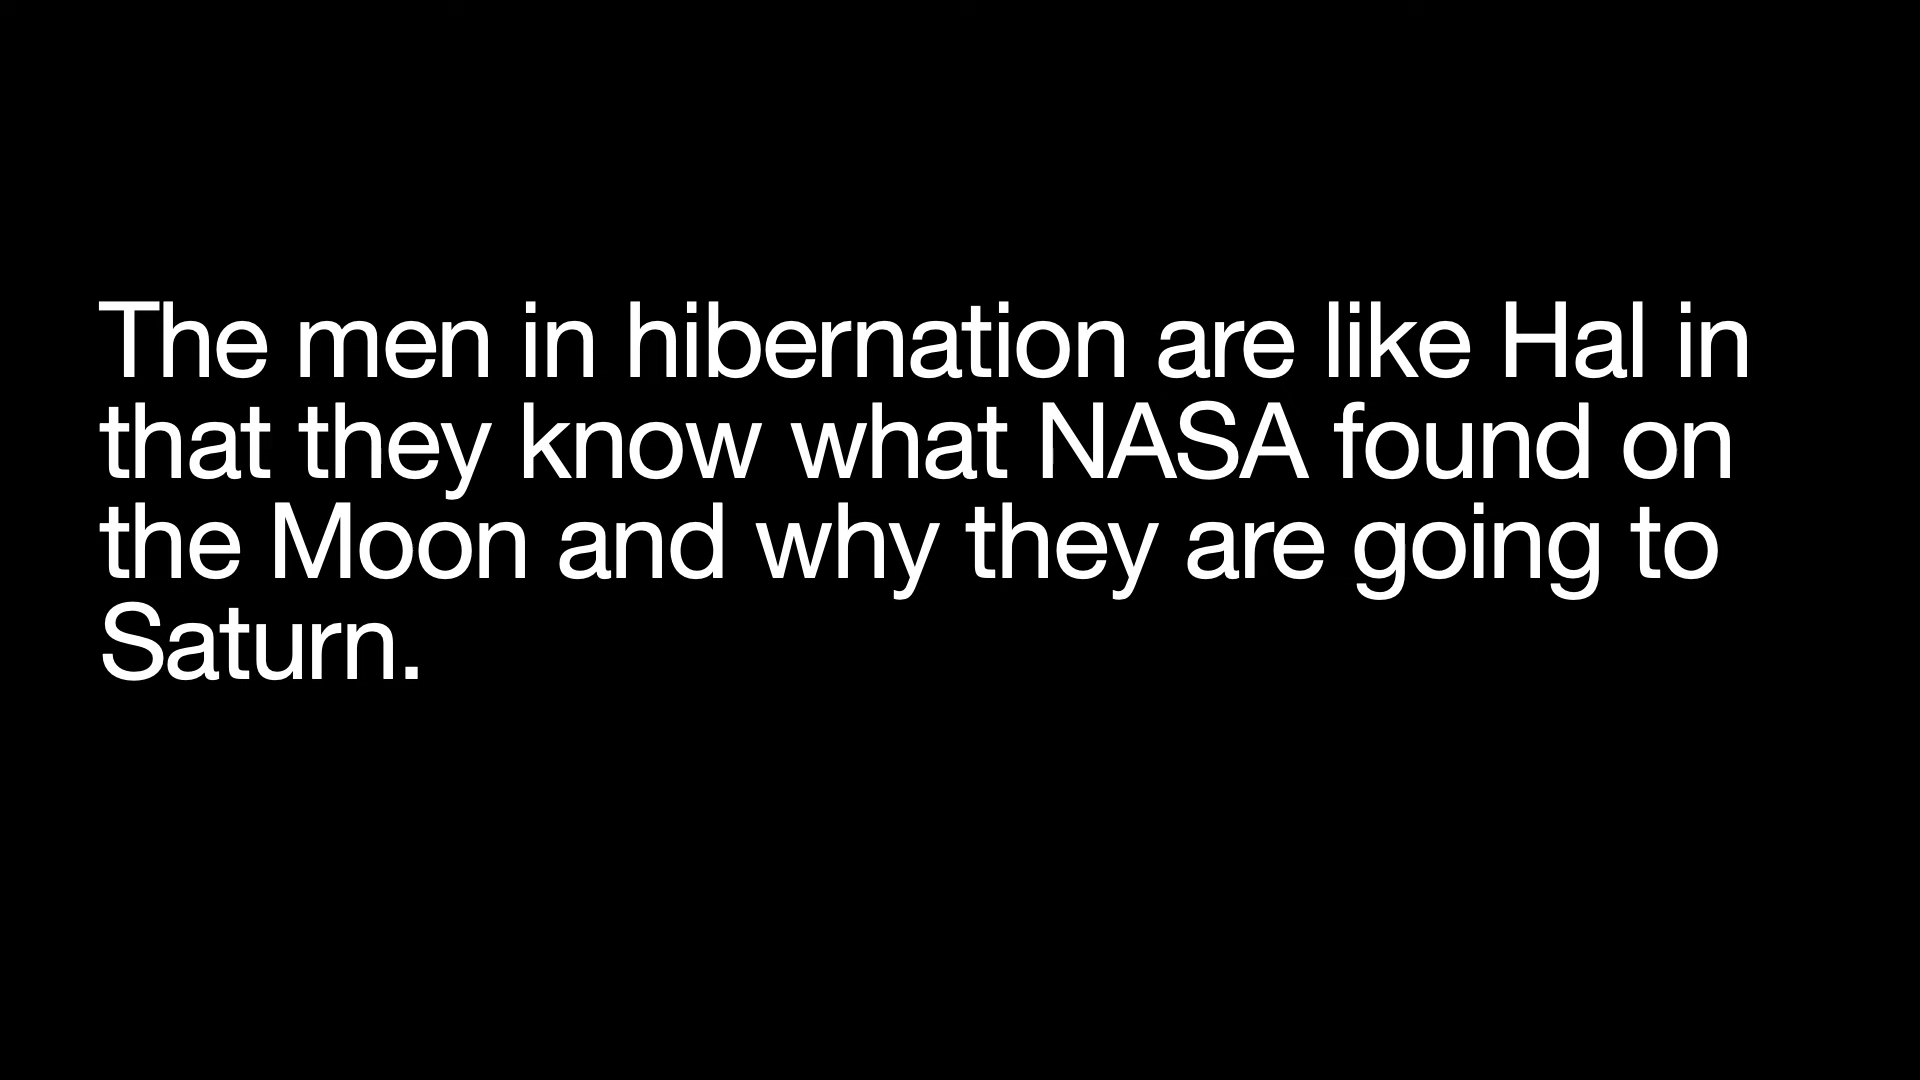 The men in hibernation are like Hal in
that they know what NASA found on
the Moon and why they are going to
Saturn.